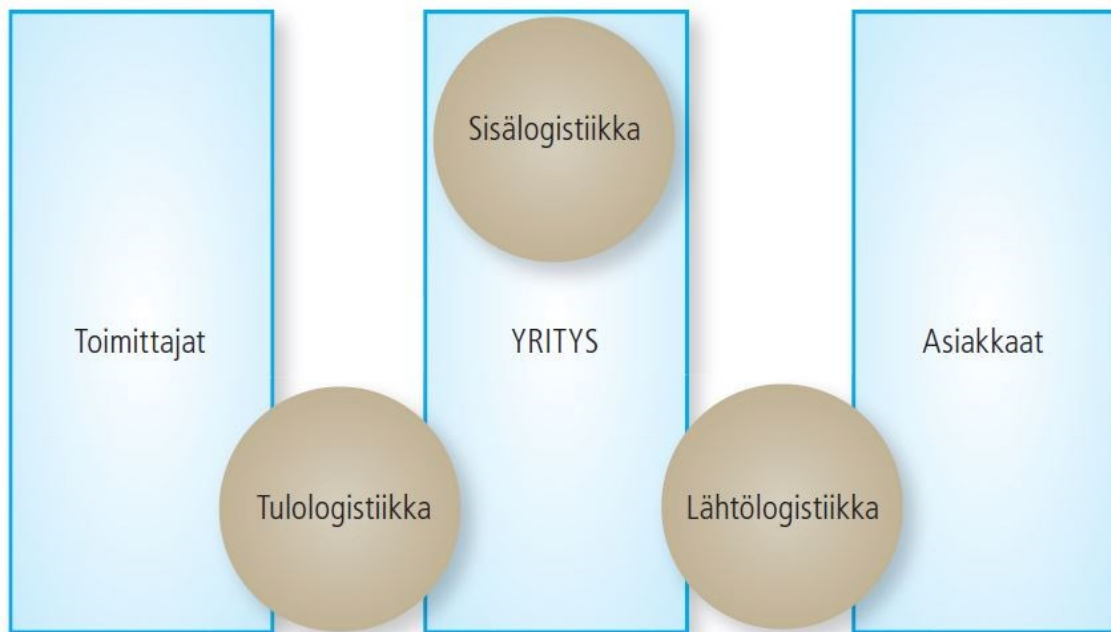 Sisälogistiikka
Toimittajat
YRITYS
Asiakkaat
Tulologistiikka
Lähtölogistiikka